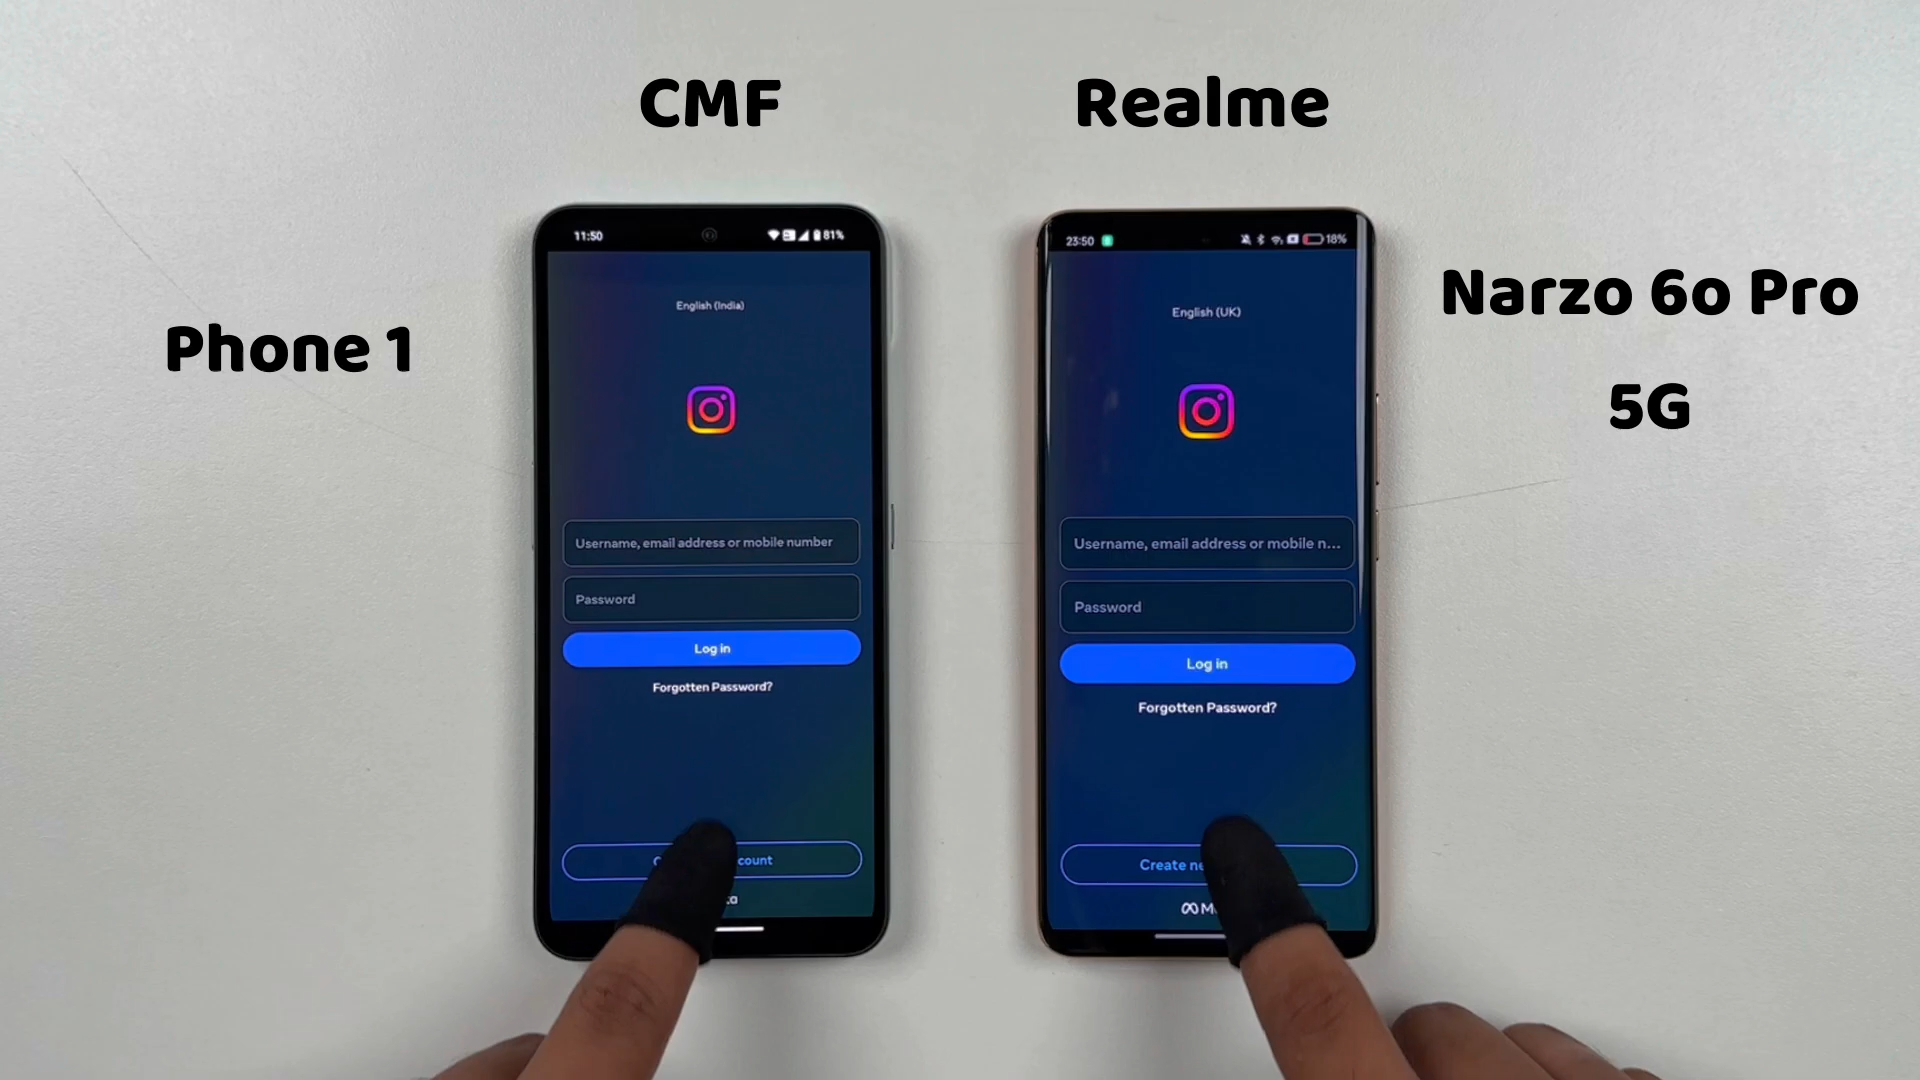 CMF
Realme
Phone 1
Narzo 60 Pro
5G
11:50
81%
English (India)
Username, email address or mobile number
Password
Log in
Forgotten Password?
count
ta
23:50
18%
English (UK)
Username, email address or mobile n...
Password
Log in
Forgotten Password?
Create ne
M